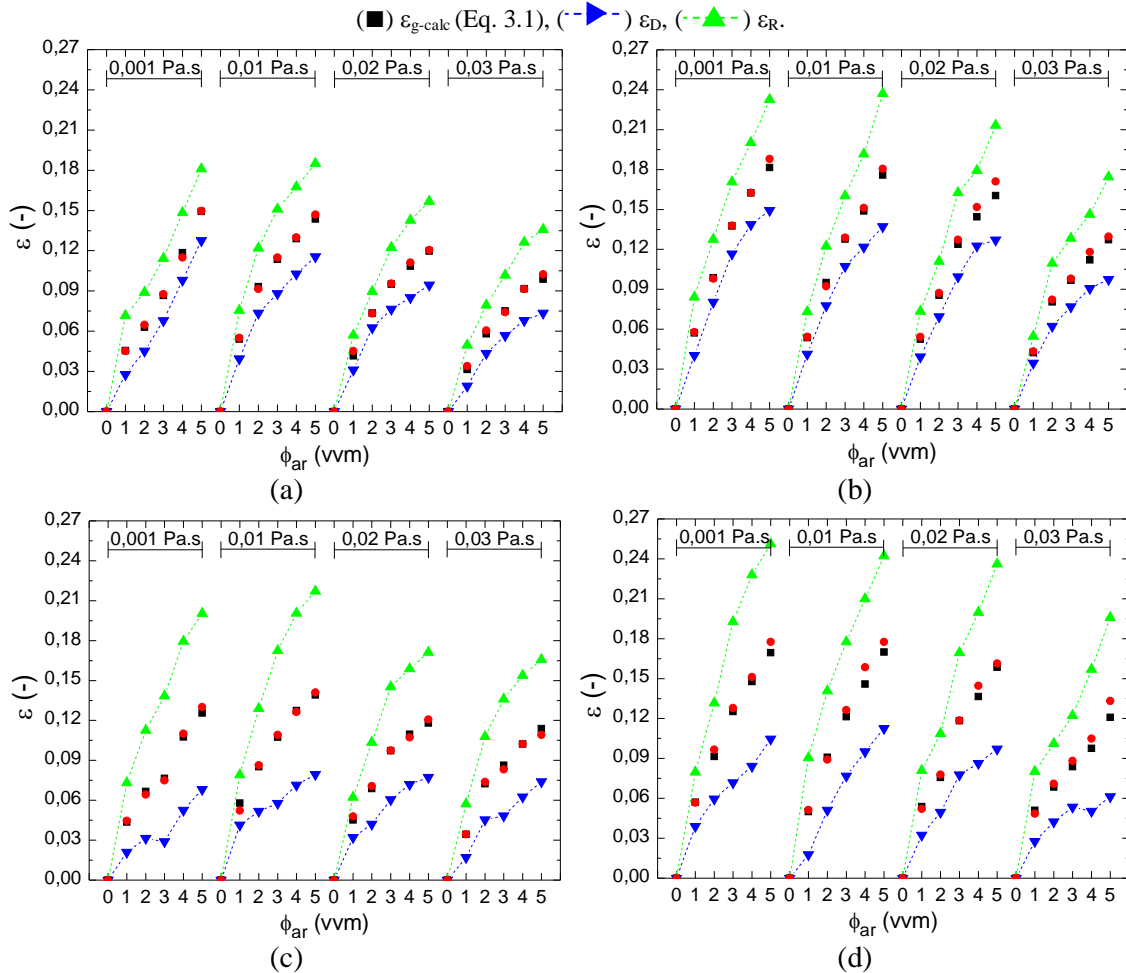 (■) εg-calc (Eq. 3.1), (▶) εD, (▲) εR.
0,27
0,24
0,21
0,18
0,15
0,12
0,09
0,06
0,03
0,00
ε (-)
0,001 Pa.s 0,01 Pa.s 0,02 Pa.s 0,03 Pa.s
0 1 2 3 4 5 0 1 2 3 4 5 0 1 2 3 4 5 0 1 2 3 4 5
ϕar (vvm)
(a)
0,27
0,24
0,21
0,18
0,15
0,12
0,09
0,06
0,03
0,00
ε (-)
0,001 Pa.s 0,01 Pa.s 0,02 Pa.s 0,03 Pa.s
0 1 2 3 4 5 0 1 2 3 4 5 0 1 2 3 4 5 0 1 2 3 4 5
ϕar (vvm)
(b)
0,27
0,24
0,21
0,18
0,15
0,12
0,09
0,06
0,03
0,00
ε (-)
0,001 Pa.s 0,01 Pa.s 0,02 Pa.s 0,03 Pa.s
0 1 2 3 4 5 0 1 2 3 4 5 0 1 2 3 4 5 0 1 2 3 4 5
ϕar (vvm)
(c)
0,27
0,24
0,21
0,18
0,15
0,12
0,09
0,06
0,03
0,00
ε (-)
0,001 Pa.s 0,01 Pa.s 0,02 Pa.s 0,03 Pa.s
0 1 2 3 4 5 0 1 2 3 4 5 0 1 2 3 4 5 0 1 2 3 4 5
ϕar (vvm)
(d)